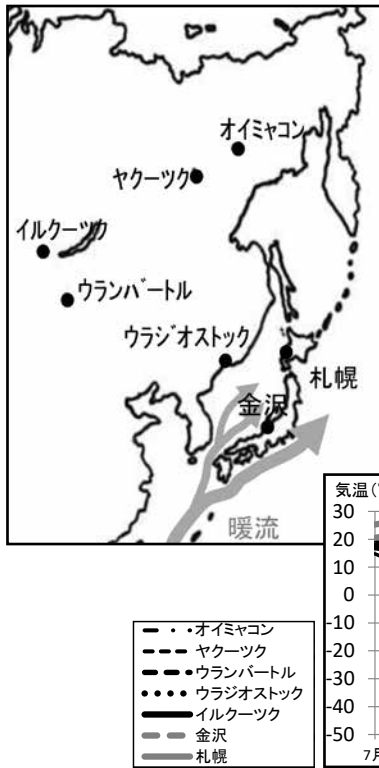 オイミャコン
ヤクーツク
イルクーツク
ウランバートル
ウラジオストック
札幌
金沢
暖流
気温(
30
20
10
0
-10
-20
-30
-40
-50
7月
オイミャコン
ヤクーツク
ウランバートル
ウラジオストック
イルクーツク
金沢
札幌